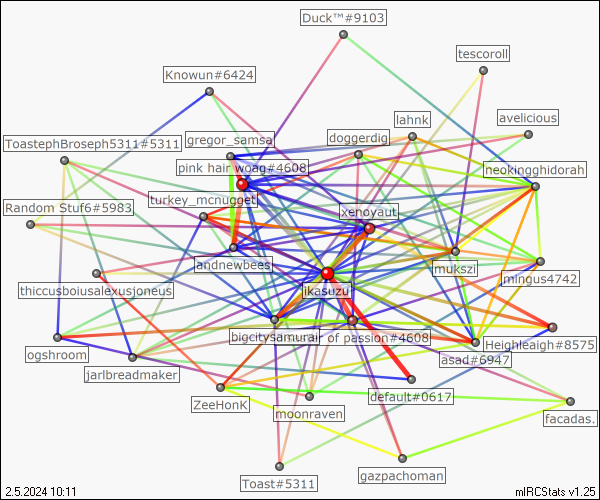 Duck™#9103
tescoroll
Knowun#6424
lahnk
avelicious
gregor_samsa
doggerdig
ToastephBroseph5311#5311
pink hair woag#4608
neokingghidorah
turkey_mcnugget
Random Stuf6#5983
xenoyaut
andnewbees
mukszi
mingus4742
thiccusboiusalexusjoneus
ikasuzu
bigcitysamurai
air of passion#4608
Heighleaigh#8575
ogshroom
asad#6947
jarlbreadmaker
default#0617
ZeeHonK
moonraven
facadas.
gazpachoman
Toast#5311
2.5.2024 10:11
mIRCStats v1.25